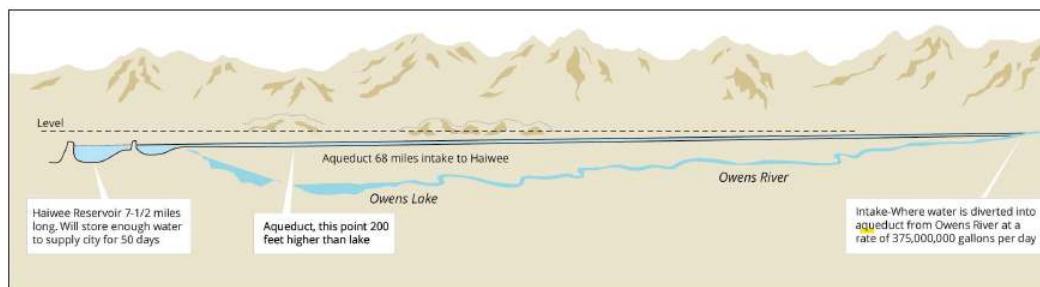 Level
Aqueduct 68 miles intake to Haiwee
Owens River
Owens Lake
Haiwee Reservoir 7-1/2 miles
long. Will store enough water
to supply city for 50 days
Aqueduct, this point 200
feet higher than lake
Intake-Where water is diverted into
aqueduct from Owens River at a
rate of 375,000,000 gallons per day